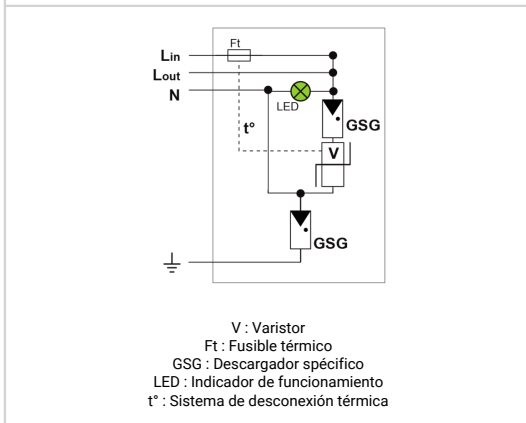 Ft
Lin
Lout
N
LED
GSG
t°
V
GSG
V : Varistor
Ft : Fusible térmico
GSG : Descargador spécifico
LED : Indicador de funcionamiento
t° : Sistema de desconexión térmica